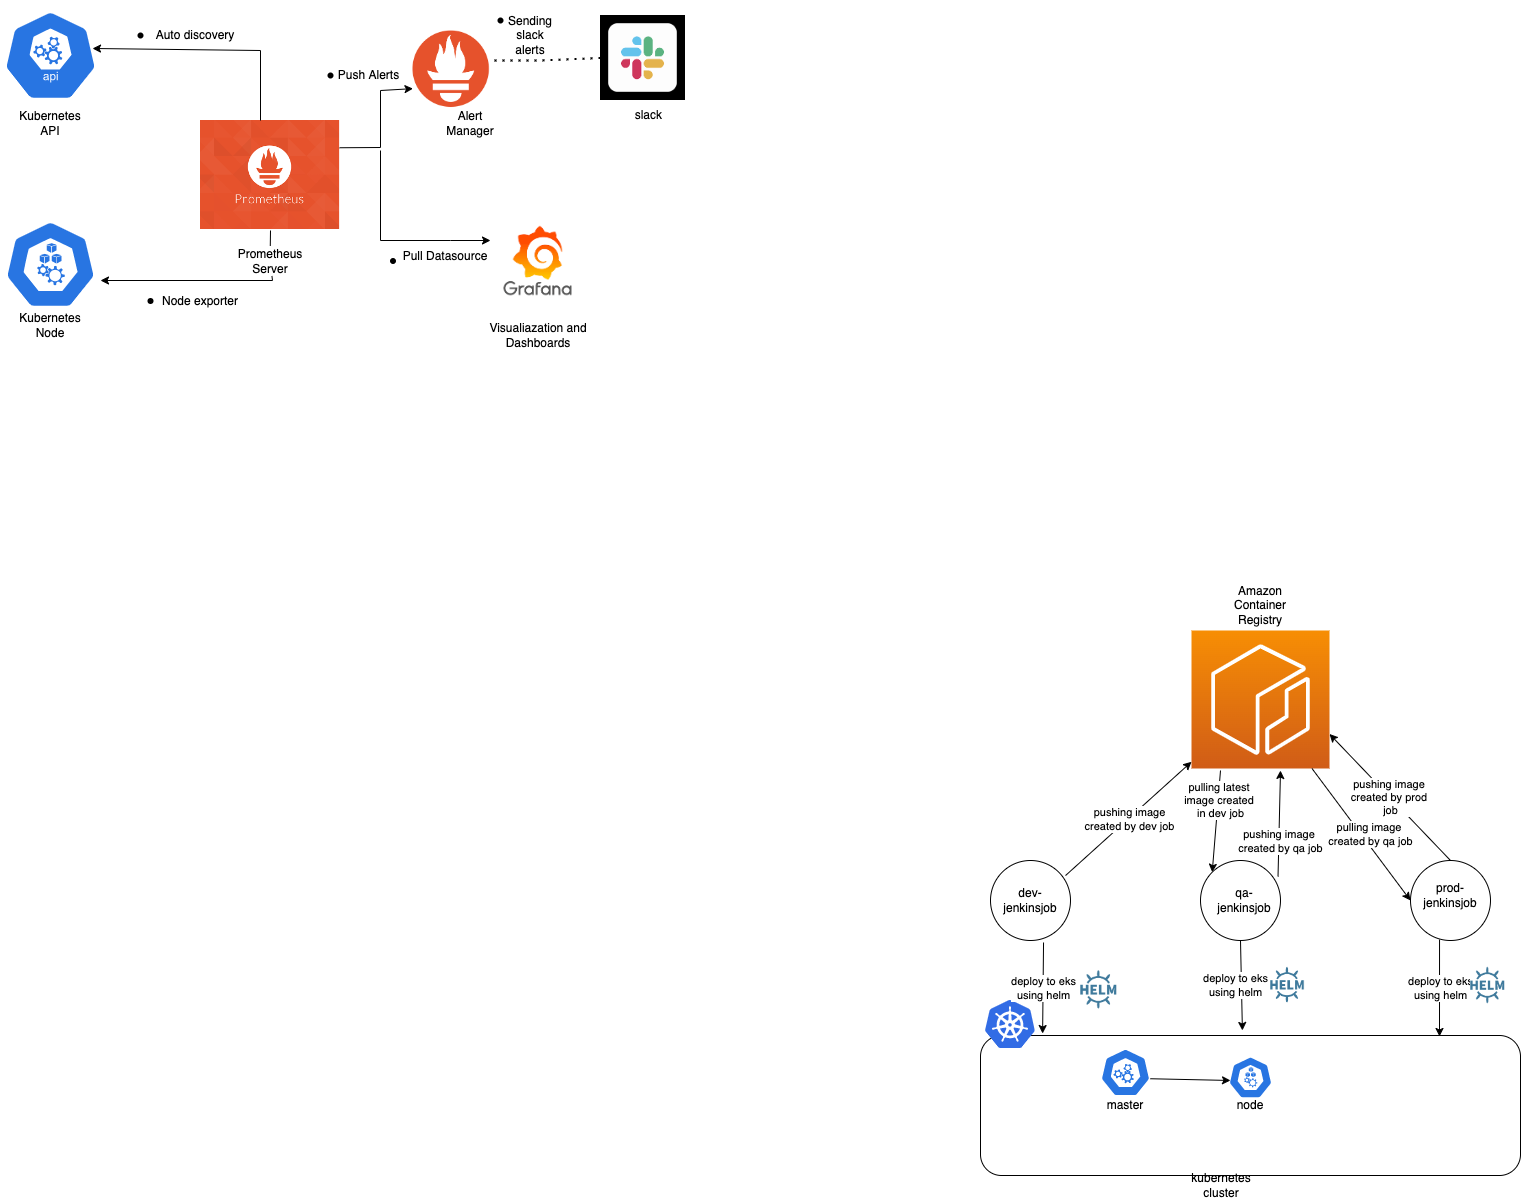 ● Auto discovery
api
Kubernetes
API
● Push Alerts
● Sending
slack
alerts
Alert
Manager
slack
Prometheus
Prometheus
Server
● Node exporter
Kubernetes
Node
● Pull Datasource
Grafana
Visualiazation and
Dashboards
Amazon
Container
Registry
pushing image
created by dev job
pulling latest
image created
in dev job
pushing image
created by qa job
pulling image
created by qa job
pushing image
created by prod
job
dev-
jenkinsjob
qa-
jenkinsjob
prod-
jenkinsjob
deploy to eks
using helm
HELM
deploy to eks
using helm
HELM
deploy to eks
using helm
HELM
master
node
kubernetes
cluster